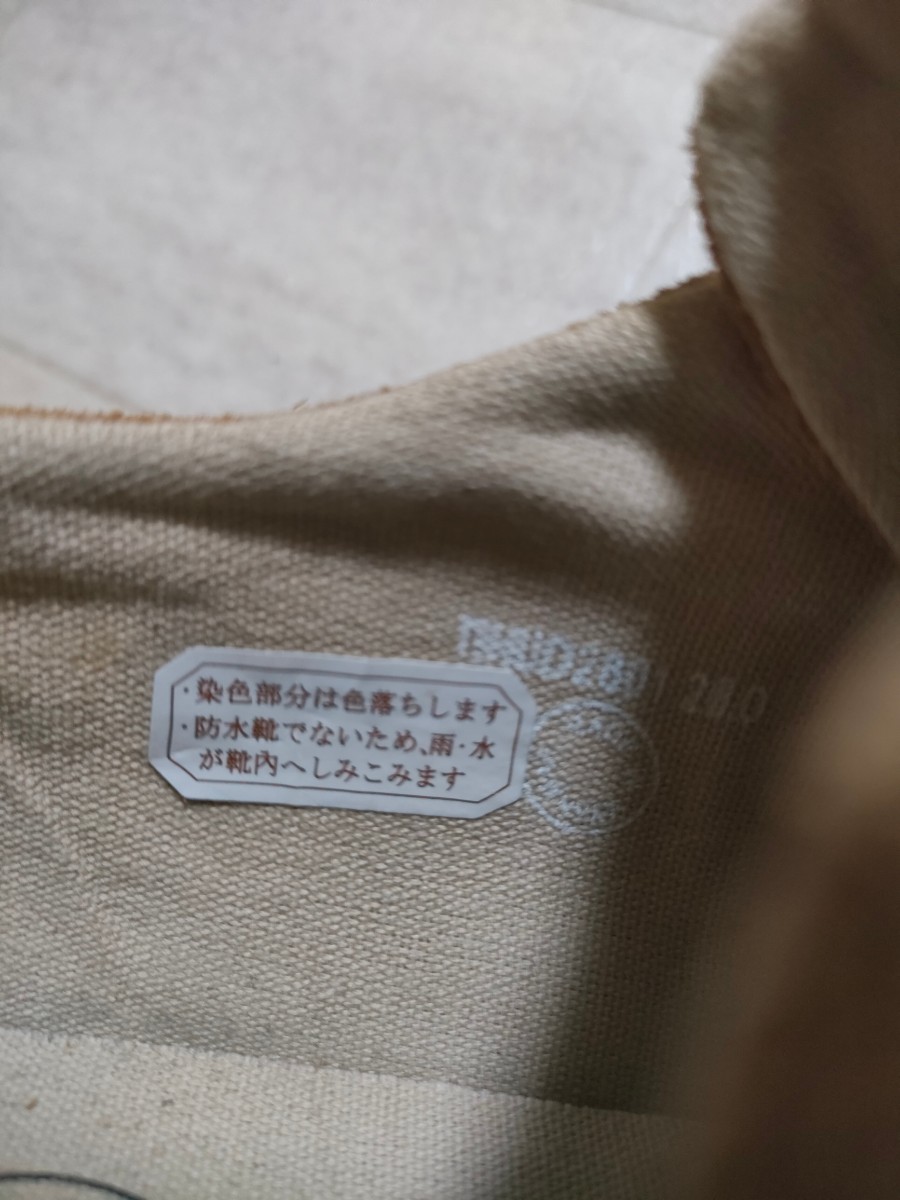 ・染色部分は色落ちします
・防水靴でないため、雨・水
が靴内へしみこみます